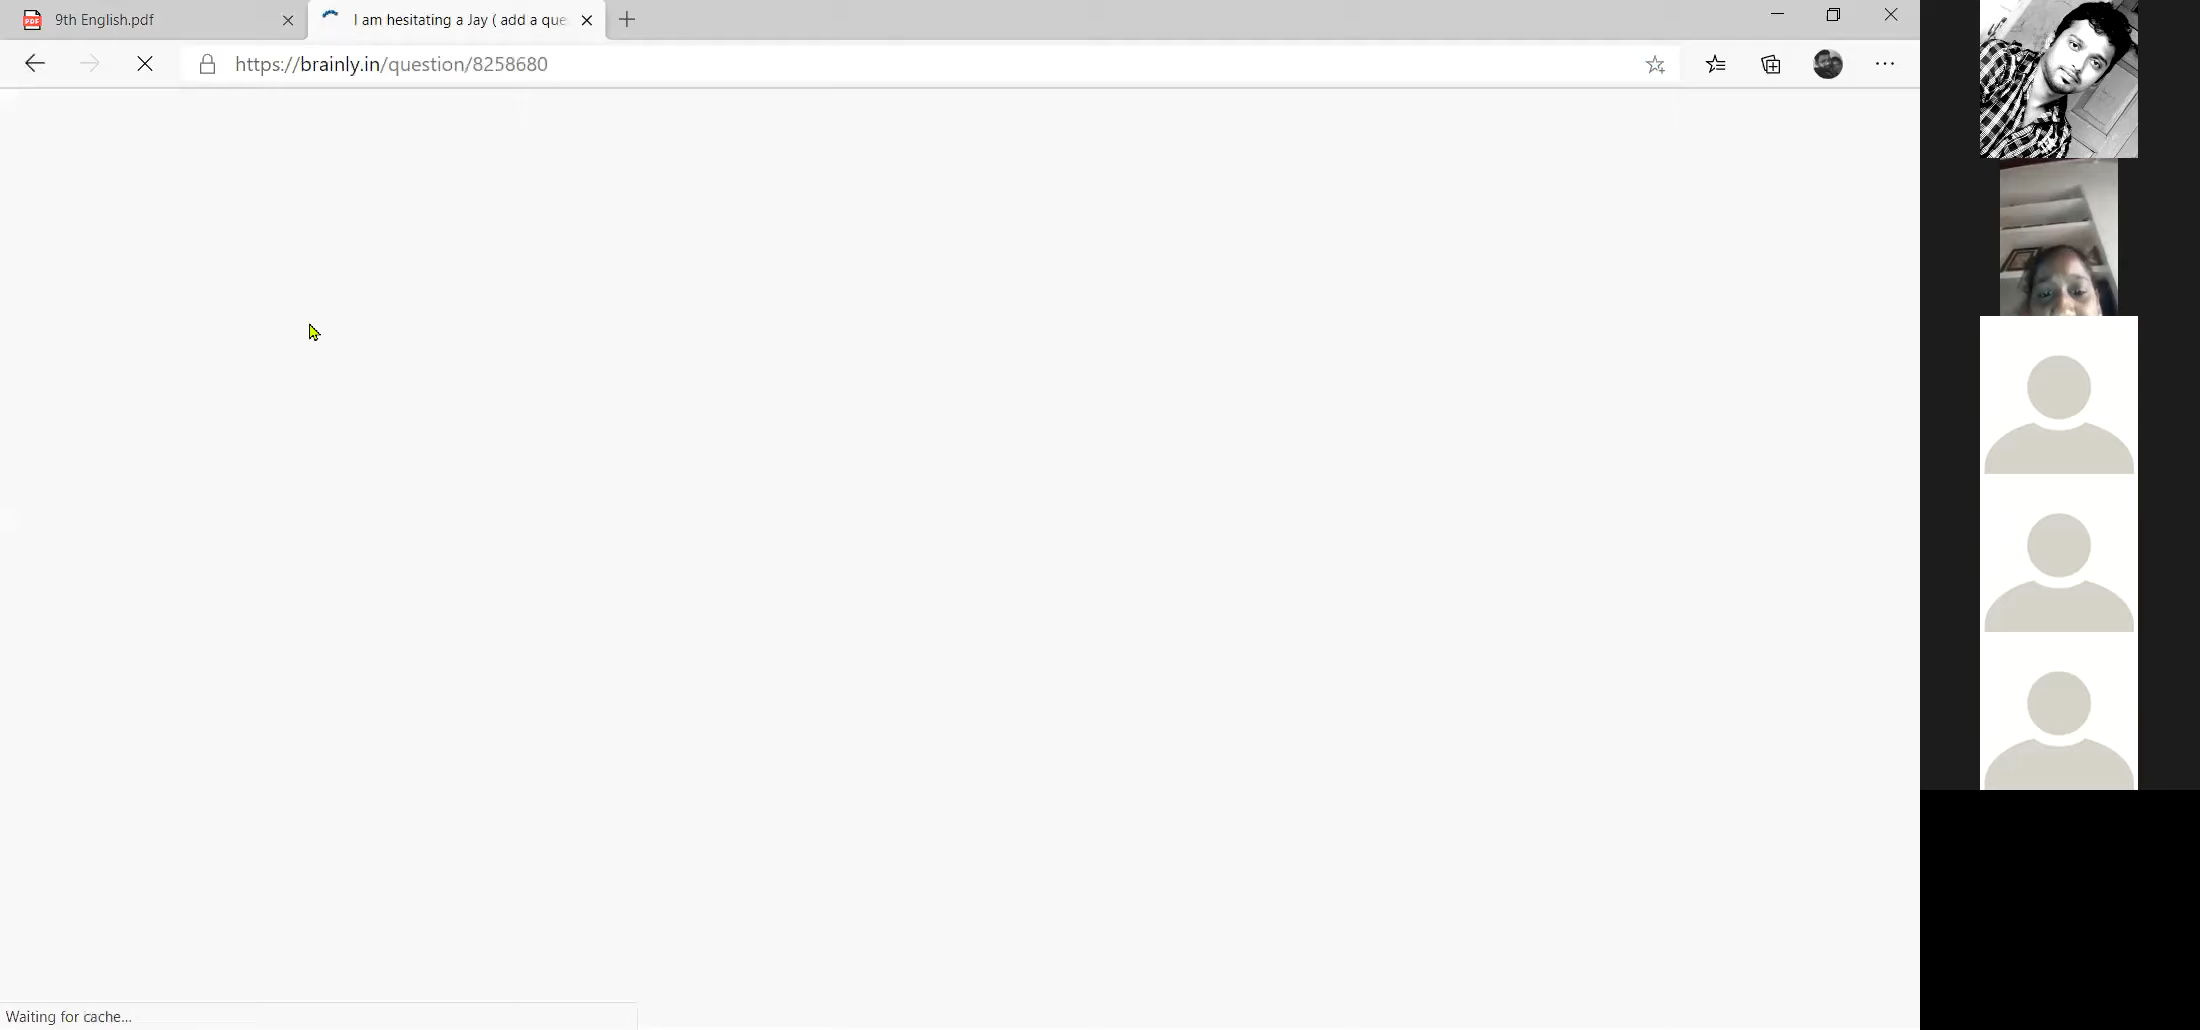 9th English.pdf
I am hesitating a Jay ( add a que
https://brainly.in/question/8258680
Waiting for cache...